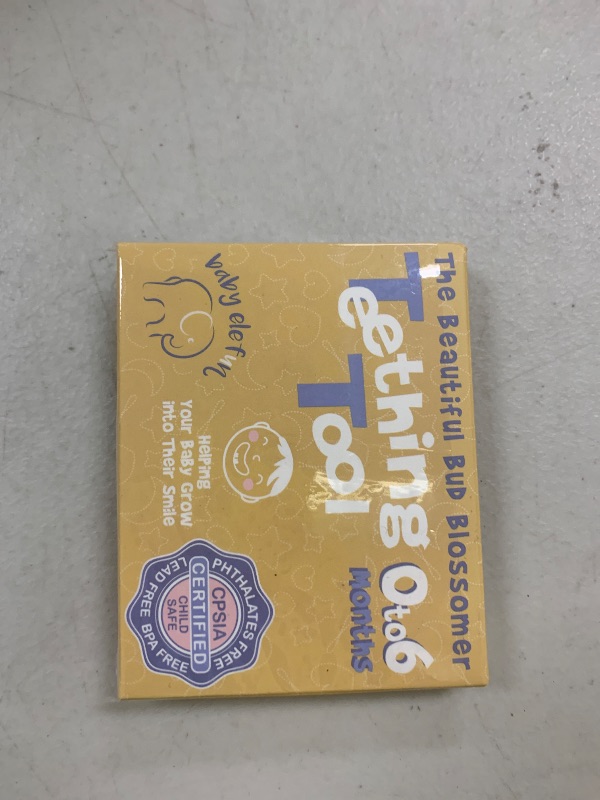 The Beautiful Bud Blossomer
Teething
Tool
0to6
Months
baby elefun
Helping
Your Baby Grow
into Their Smile
PHTHALATES FREE
CPSIA
CERTIFIED
CHILD
SAFE
LEAD FREE BPA FREE